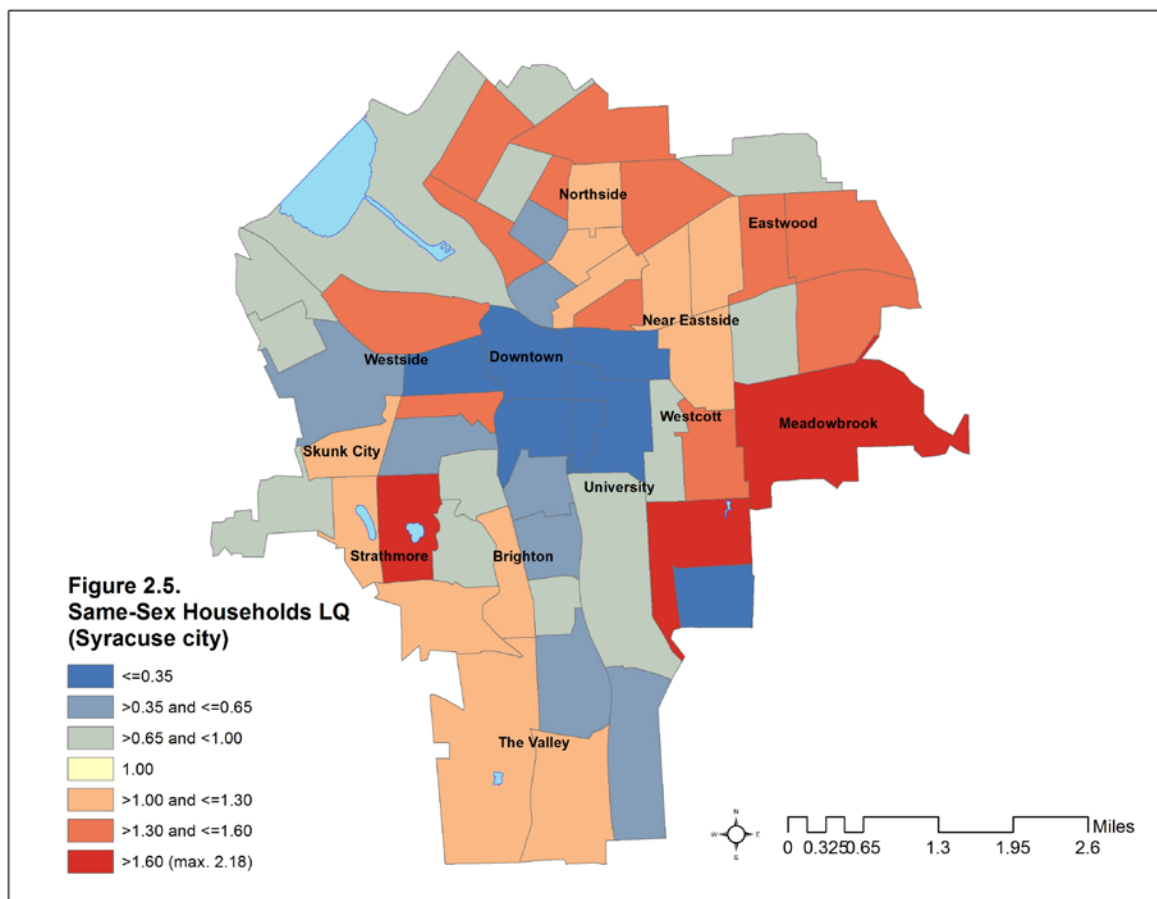 Northside
Eastwood
Near Eastside
Westside
Downtown
Westcott
Meadowbrook
Skunk City
University
Strathmore
Brighton
The Valley
Figure 2.5.
Same-Sex Households LQ
(Syracuse city)
<=0.35
>0.35 and <=0.65
>0.65 and <1.00
1.00
>1.00 and <=1.30
>1.30 and <=1.60
>1.60 (max. 2.18)
N
W E
S
Miles
0 0.325 0.65 1.3 1.95 2.6